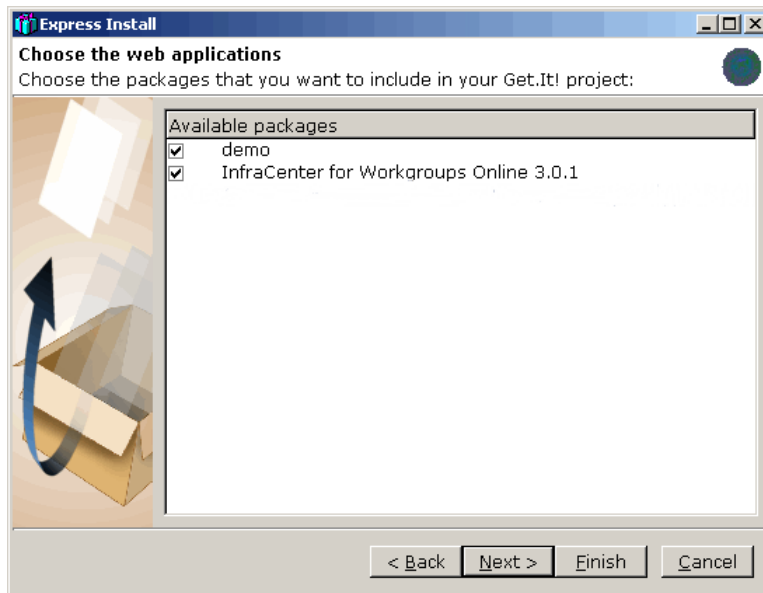 Express Install
Choose the web applications
Choose the packages that you want to include in your Get.It! project:
Available packages
demo
InfraCenter for Workgroups Online 3.0.1
< Back Next > Finish Cancel